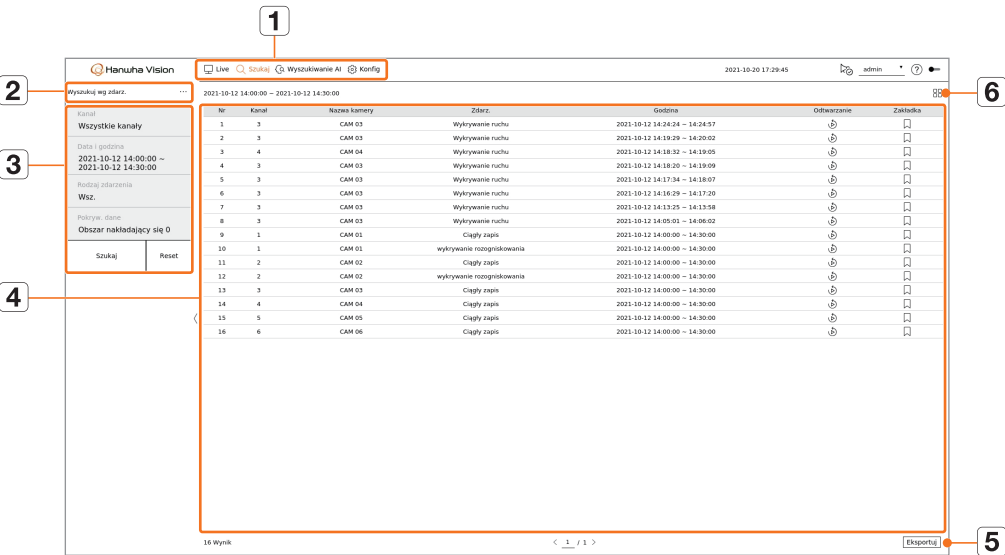 1
Hanwha Vision
Live Szukaj Wyszukiwanie AI Konfig
2021-10-20 17:29:45
admin
?
2
Wyszukuj wg zdarz. ...
2021-10-12 14:00:00 ~ 2021-10-12 14:30:00
6
3
Kanał
Wszystkie kanały
Data i godzina
2021-10-12 14:00:00 ~
2021-10-12 14:30:00
Rodzaj zdarzenia
Wsz.
Pokryw. dane
Obszar nakładający się 0
Szukaj Reset
4
Nr Kanał Nazwa kamery Zdarz. Godzina Odtwarzanie Zakładka
1 3 CAM 03 Wykrywanie ruchu 2021-10-12 14:24:24 ~ 14:24:57
2 3 CAM 03 Wykrywanie ruchu 2021-10-12 14:19:29 ~ 14:20:02
3 4 CAM 04 Wykrywanie ruchu 2021-10-12 14:18:32 ~ 14:19:05
4 3 CAM 03 Wykrywanie ruchu 2021-10-12 14:18:20 ~ 14:19:09
5 3 CAM 03 Wykrywanie ruchu 2021-10-12 14:17:34 ~ 14:18:07
6 3 CAM 03 Wykrywanie ruchu 2021-10-12 14:16:29 ~ 14:17:20
7 3 CAM 03 Wykrywanie ruchu 2021-10-12 14:13:25 ~ 14:13:58
8 3 CAM 03 Wykrywanie ruchu 2021-10-12 14:05:01 ~ 14:06:02
9 1 CAM 01 Ciągły zapis 2021-10-12 14:00:00 ~ 14:30:00
10 1 CAM 01 wykrywanie rozogniskowania 2021-10-12 14:00:00 ~ 14:30:00
11 2 CAM 02 Ciągły zapis 2021-10-12 14:00:00 ~ 14:30:00
12 2 CAM 02 wykrywanie rozogniskowania 2021-10-12 14:00:00 ~ 14:30:00
13 3 CAM 03 Ciągły zapis 2021-10-12 14:00:00 ~ 14:30:00
14 4 CAM 04 Ciągły zapis 2021-10-12 14:00:00 ~ 14:30:00
15 5 CAM 05 Ciągły zapis 2021-10-12 14:00:00 ~ 14:30:00
16 6 CAM 06 Ciągły zapis 2021-10-12 14:00:00 ~ 14:30:00
16 Wynik
< 1 / 1 >
Eksportuj
5